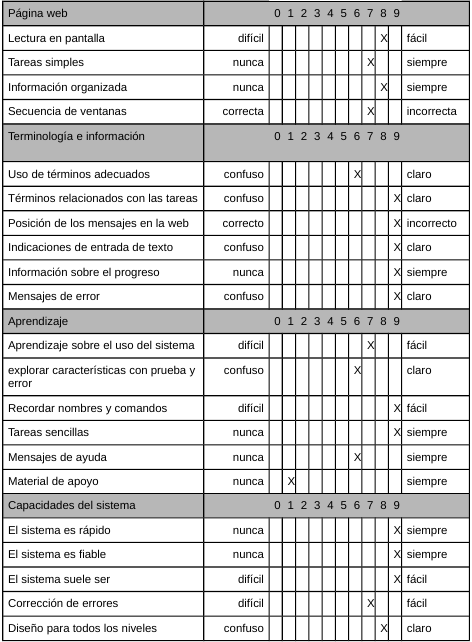 Página web 0 1 2 3 4 5 6 7 8 9
Lectura en pantalla difícil X fácil
Tareas simples nunca X siempre
Información organizada nunca X siempre
Secuencia de ventanas correcta X incorrecta
Terminología e información 0 1 2 3 4 5 6 7 8 9
Uso de términos adecuados confuso X claro
Términos relacionados con las tareas confuso X claro
Posición de los mensajes en la web correcto X incorrecto
Indicaciones de entrada de texto confuso X claro
Información sobre el progreso nunca X siempre
Mensajes de error confuso X claro
Aprendizaje 0 1 2 3 4 5 6 7 8 9
Aprendizaje sobre el uso del sistema difícil X fácil
explorar características con prueba y confuso X claro
error
Recordar nombres y comandos difícil X fácil
Tareas sencillas nunca X siempre
Mensajes de ayuda nunca X siempre
Material de apoyo nunca X siempre
Capacidades del sistema 0 1 2 3 4 5 6 7 8 9
El sistema es rápido nunca X siempre
El sistema es fiable nunca X siempre
El sistema suele ser difícil X fácil
Corrección de errores difícil X fácil
Diseño para todos los niveles confuso X claro